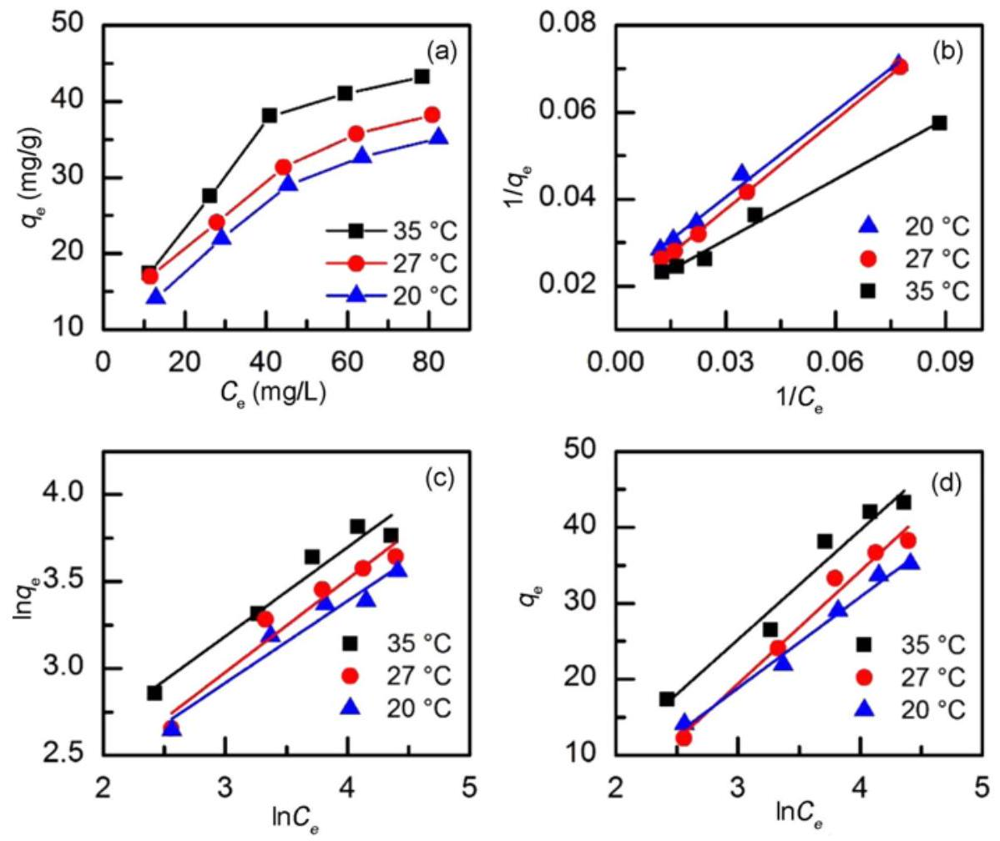 (a)
50
40
30
20
10
qe (mg/g)
35 °C
27 °C
20 °C
0 20 40 60 80
Ce (mg/L)
(b)
0.08
0.06
0.04
0.02
1/qe
20 °C
27 °C
35 °C
0.00 0.03 0.06 0.09
1/Ce
(c)
4.0
3.5
3.0
2.5
lnqe
35 °C
27 °C
20 °C
2 3 4 5
lnCe
(d)
50
40
30
20
10
qe
35 °C
27 °C
20 °C
2 3 4 5
lnCe